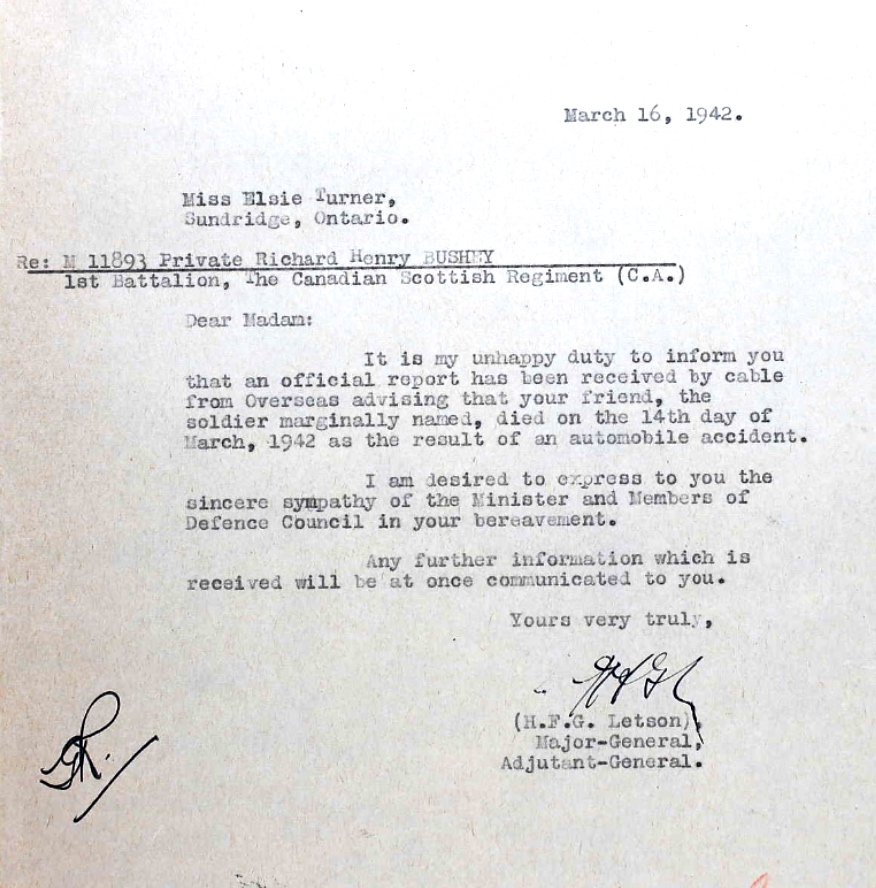 March 16, 1942.
Miss Elsie Turner,
Sundridge, Ontario.
Re: M 11893 Private Richard Henry BUSHEY
1st Battalion, The Canadian Scottish Regiment (C.A.)
Dear Madam:
It is my unhappy duty to inform you
that an official report has been received by cable
from Overseas advising that your friend, the
soldier marginally named, died on the 14th day of
March, 1942 as the result of an automobile accident.
I am desired to express to you the
sincere sympathy of the Minister and Members of
Defence Council in your bereavement.
Any further information which is
received will be at once communicated to you.
Yours very truly,
(H.F.G. Letson),
Major-General,
Adjutant-General.